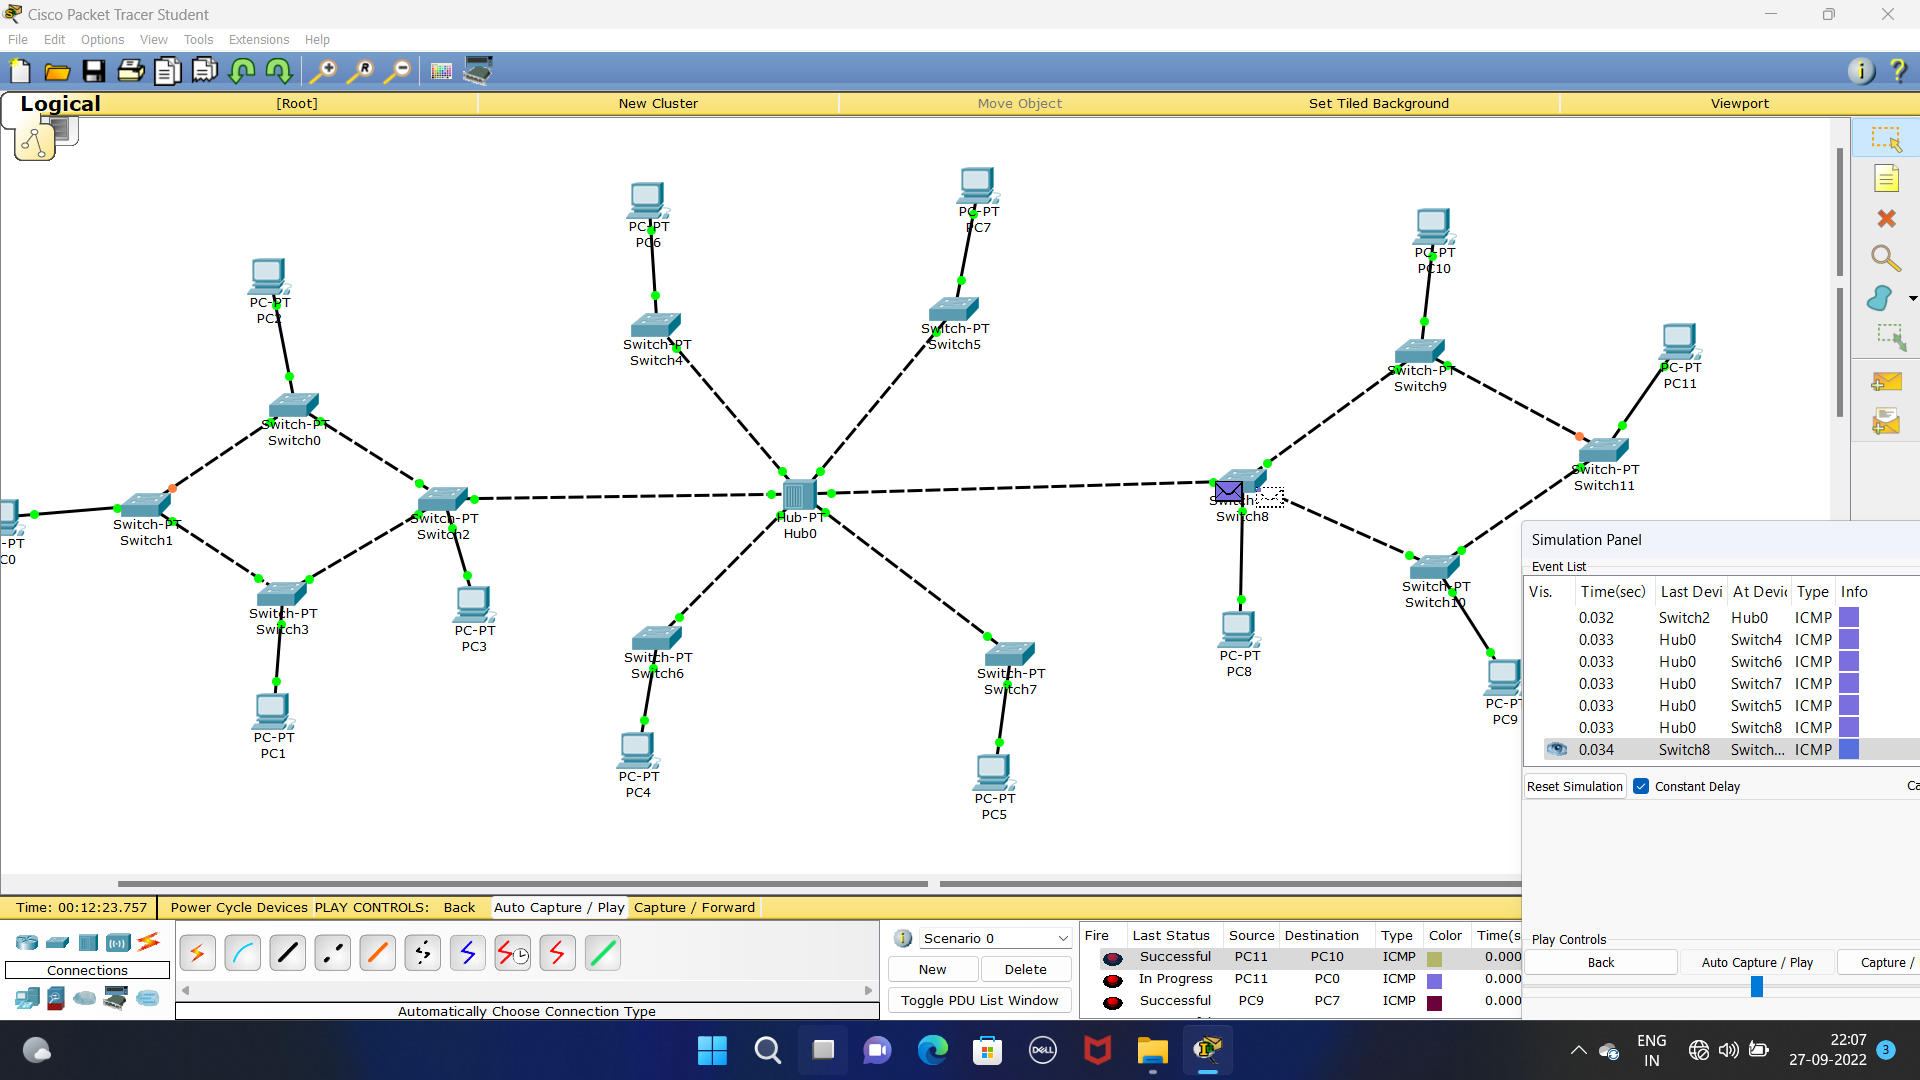 Cisco Packet Tracer Student
File Edit Options View Tools Extensions Help
Logical [Root] New Cluster Move Object Set Tiled Background Viewport
PC-PT
PC6
PC-PT
PC7
PC-PT
PC10
PC-PT
PC2
Switch-PT
Switch4
Switch-PT
Switch5
Switch-PT
Switch9
PC-PT
PC11
Switch-PT
Switch0
Switch-PT
Switch11
Switch-PT
Switch1
Switch-PT
Switch2
Hub-PT
Hub0
Switch
Switch8
-PT
C0
Switch-PT
Switch10
Switch-PT
Switch3
PC-PT
PC3
Switch-PT
Switch6
Switch-PT
Switch7
PC-PT
PC8
PC-P
PC9
PC-PT
PC1
PC-PT
PC4
PC-PT
PC5
Simulation Panel
Event List
Vis. Time(sec) Last Devi At Devic Type Info
0.032 Switch2 Hub0 ICMP
0.033 Hub0 Switch4 ICMP
0.033 Hub0 Switch6 ICMP
0.033 Hub0 Switch7 ICMP
0.033 Hub0 Switch5 ICMP
0.033 Hub0 Switch8 ICMP
0.034 Switch8 Switch... ICMP
Reset Simulation Constant Delay Ca
Play Controls
Back Auto Capture / Play Capture /
Time: 00:12:23.757 Power Cycle Devices PLAY CONTROLS: Back Auto Capture / Play Capture / Forward
Connections
Automatically Choose Connection Type
Scenario 0
New Delete
Toggle PDU List Window
Fire Last Status Source Destination Type Color Time(s
Successful PC11 PC10 ICMP 0.000
In Progress PC11 PC0 ICMP 0.000
Successful PC9 PC7 ICMP 0.000
DELL
ENG
IN
22:07
27-09-2022
3